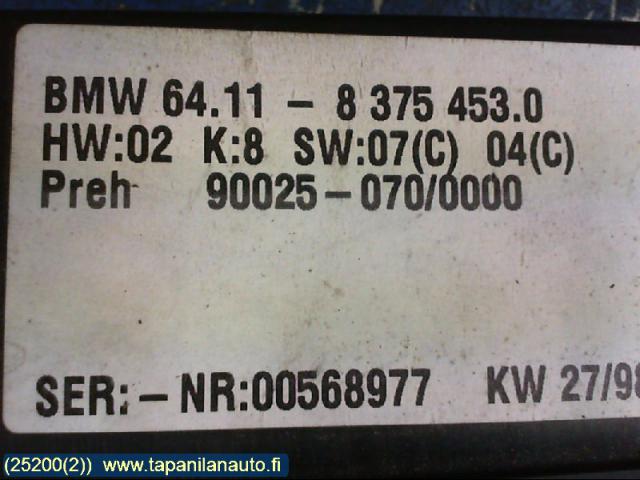 BMW 64.11 - 8 375 453.0
HW:02 K:8 SW:07(C) 04(C)
Preh 90025-070/0000
SER:-NR:00568977 KW 27/98
(25200(2)) www.tapanilanauto.fi